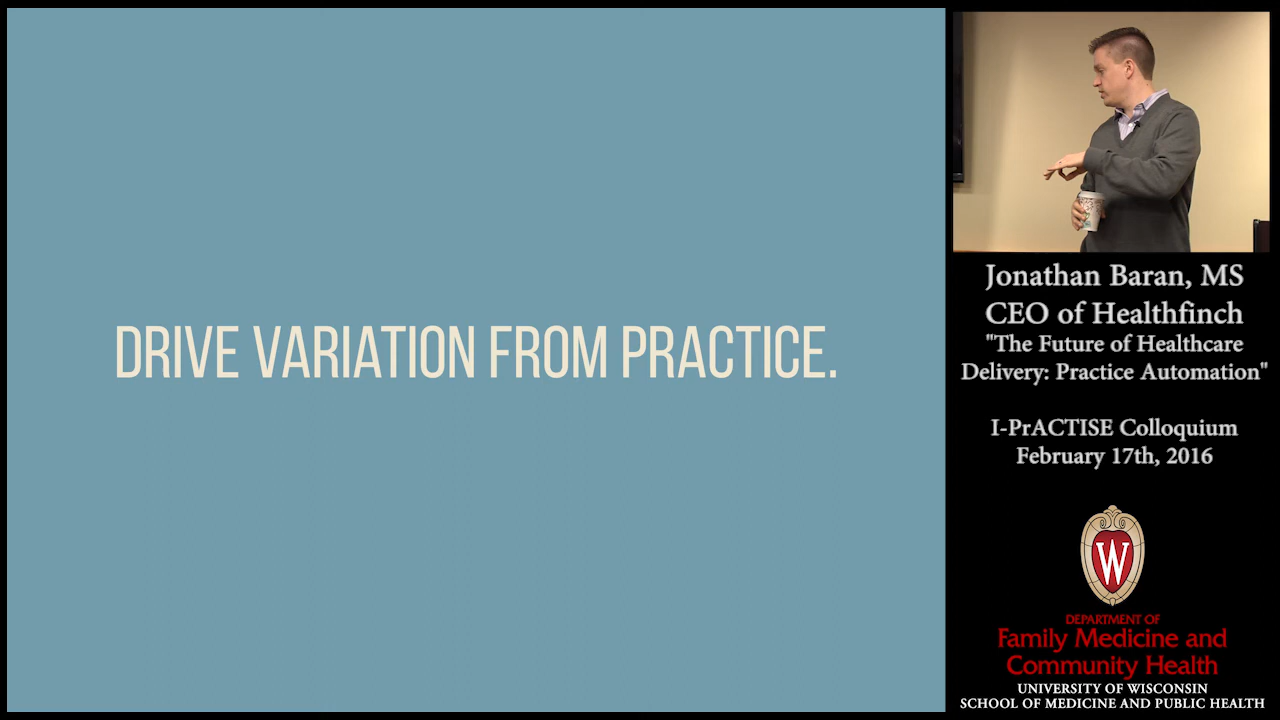 DRIVE VARIATION FROM PRACTICE.
Jonathan Baran, MS
CEO of Healthfinch
"The Future of Healthcare
Delivery: Practice Automation"
I-PrACTISE Colloquium
February 17th, 2016
W
DEPARTMENT OF
Family Medicine and
Community Health
UNIVERSITY OF WISCONSIN
SCHOOL OF MEDICINE AND PUBLIC HEALTH